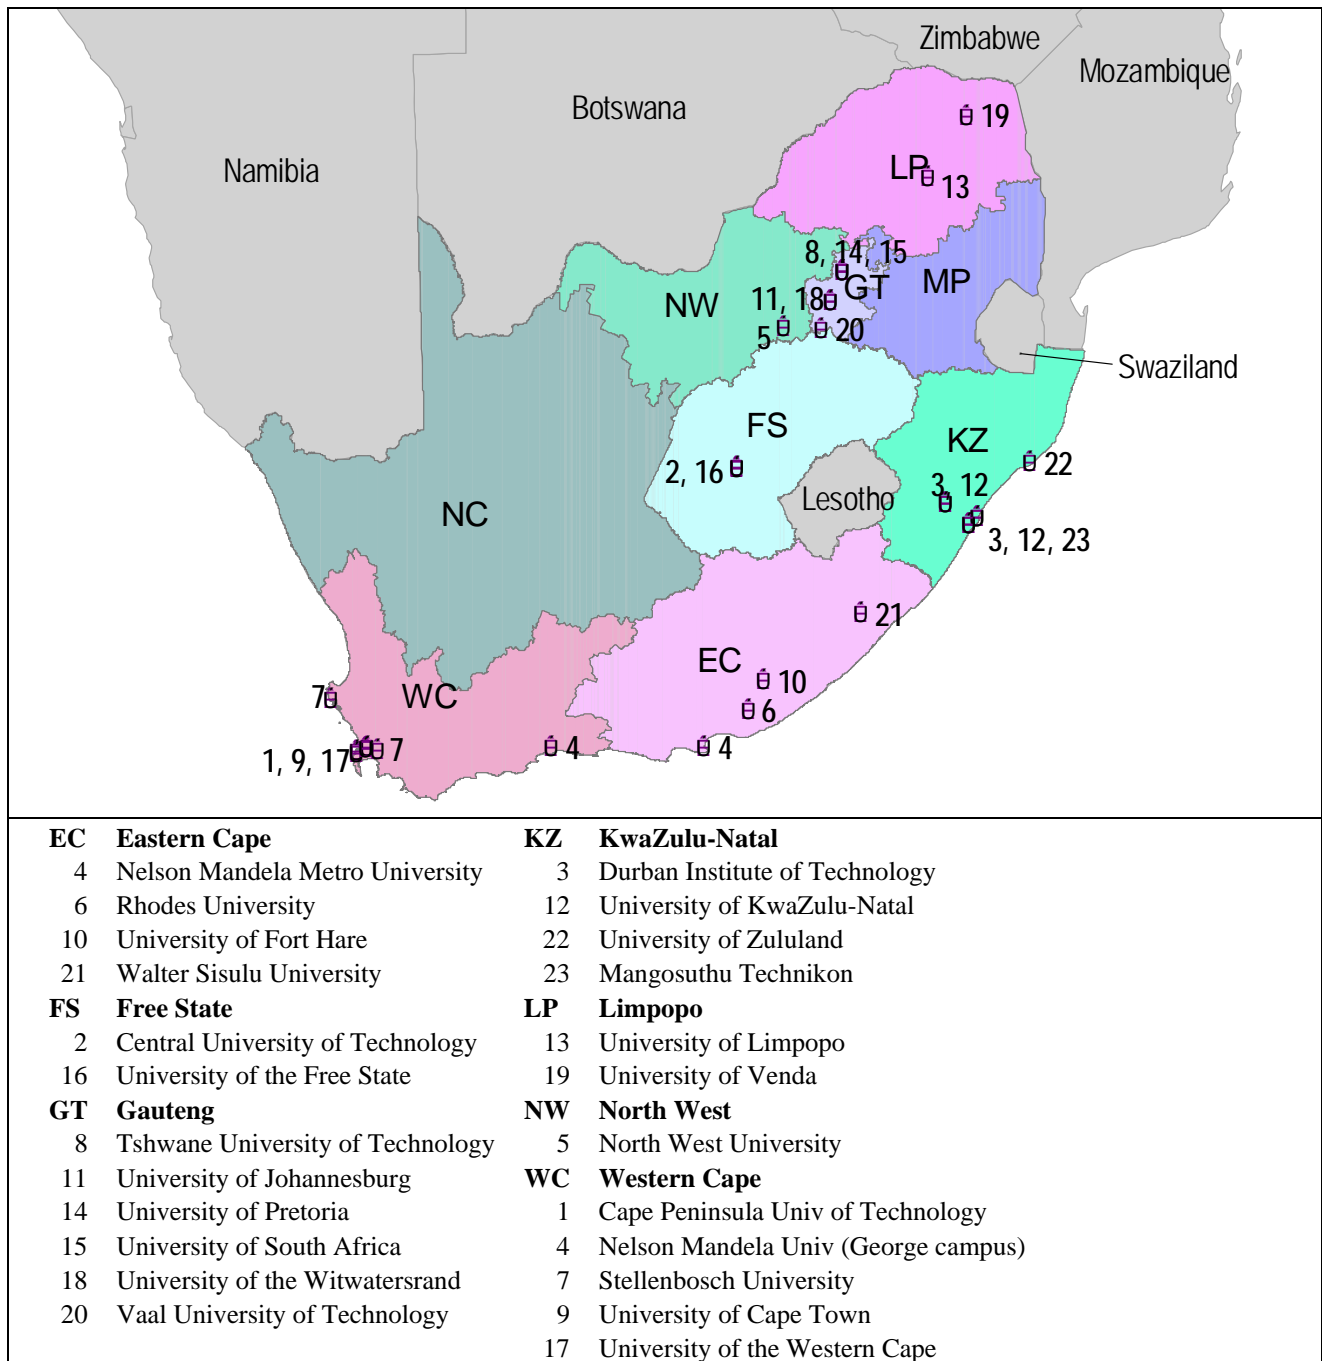 Zimbabwe
Mozambique
Botswana
Namibia
19
LP
13
8, 14, 15
GT
MP
NW
11, 18
5
20
Swaziland
FS
KZ
2, 16
22
Lesotho
3, 12
NC
3, 12, 23
21
EC
10
WC
7
6
1, 9, 17
7
4
4
EC Eastern Cape
4 Nelson Mandela Metro University
6 Rhodes University
10 University of Fort Hare
21 Walter Sisulu University
FS Free State
2 Central University of Technology
16 University of the Free State
GT Gauteng
8 Tshwane University of Technology
11 University of Johannesburg
14 University of Pretoria
15 University of South Africa
18 University of the Witwatersrand
20 Vaal University of Technology
KZ KwaZulu-Natal
3 Durban Institute of Technology
12 University of KwaZulu-Natal
22 University of Zululand
23 Mangosuthu Technikon
LP Limpopo
13 University of Limpopo
19 University of Venda
NW North West
5 North West University
WC Western Cape
1 Cape Peninsula Univ of Technology
4 Nelson Mandela Univ (George campus)
7 Stellenbosch University
9 University of Cape Town
17 University of the Western Cape